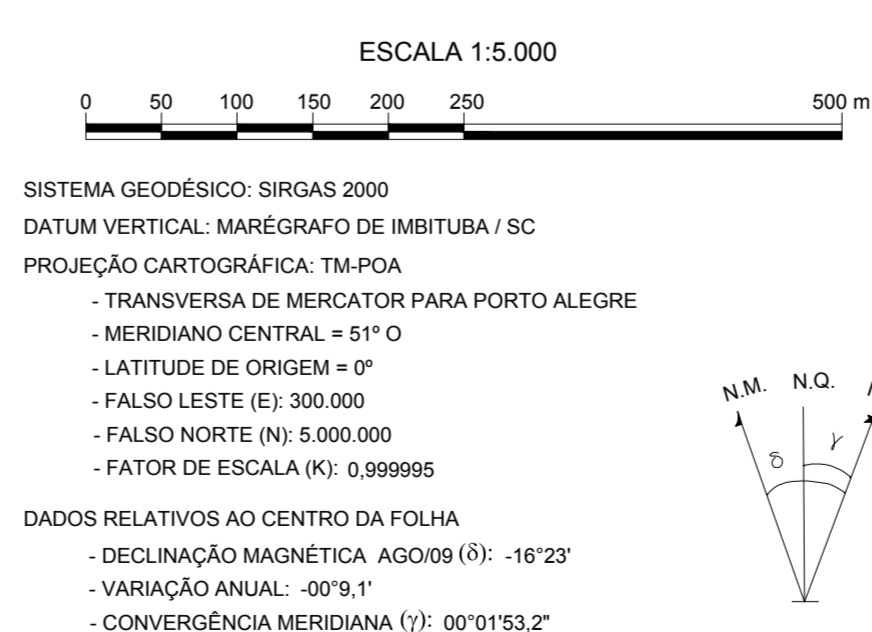 ESCALA 1:5.000
0 50 100 150 200 250 500 m
SISTEMA GEODÉSICO: SIRGAS 2000
DATUM VERTICAL: MARÉGRAFO DE IMBITUBA / SC
PROJEÇÃO CARTOGRÁFICA: TM-POA
- TRANSVERSA DE MERCATOR PARA PORTO ALEGRE
- MERIDIANO CENTRAL = 51º O
- LATITUDE DE ORIGEM = 0º
- FALSO LESTE (E): 300.000
- FALSO NORTE (N): 5.000.000
- FATOR DE ESCALA (K): 0,999995
N.M. N.Q.
δ γ
DADOS RELATIVOS AO CENTRO DA FOLHA
- DECLINAÇÃO MAGNÉTICA AGO/09 (δ): -16°23'
- VARIAÇÃO ANUAL: -00°9,1'
- CONVERGÊNCIA MERIDIANA (γ): 00°01'53,2"